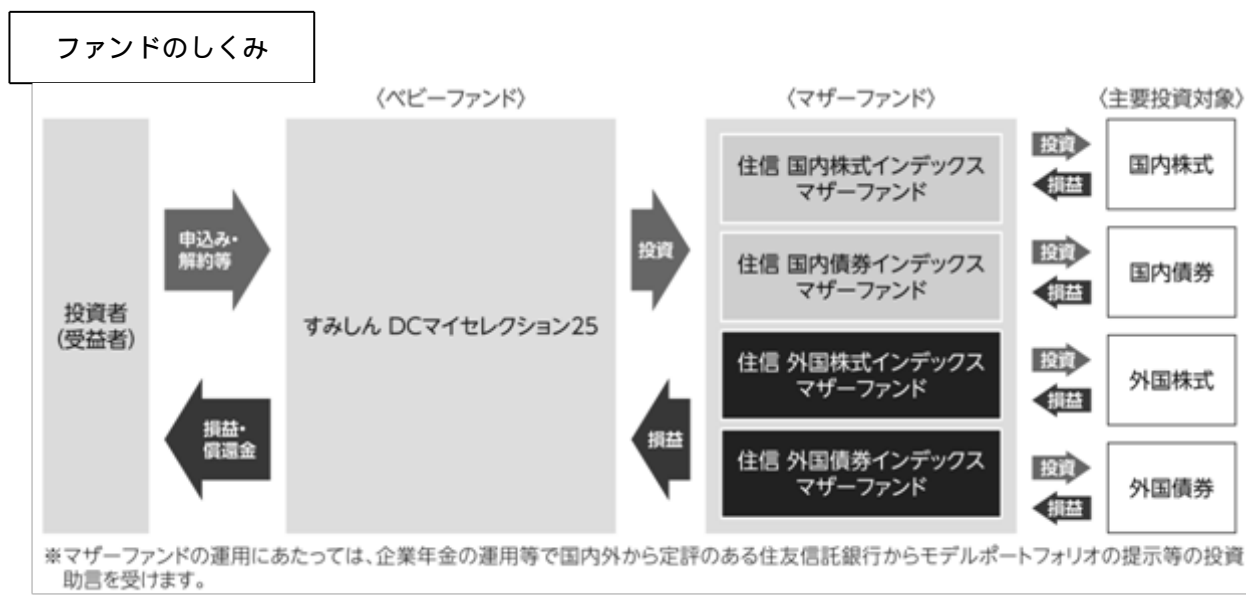 ファンドのしくみ
〈ベビーファンド〉
〈マザーファンド〉
〈主要投資対象〉
投資者
(受益者)
申込み・
解約等
損益・
償還金
すみしん DCマイセレクション25
投資
損益
住信 国内株式インデックス
マザーファンド
投資
損益
国内株式
住信 国内債券インデックス
マザーファンド
投資
損益
国内債券
住信 外国株式インデックス
マザーファンド
投資
損益
外国株式
住信 外国債券インデックス
マザーファンド
投資
損益
外国債券
※マザーファンドの運用にあたっては、企業年金の運用等で国内外から定評のある住友信託銀行からモデルポートフォリオの提示等の投資
助言を受けます。